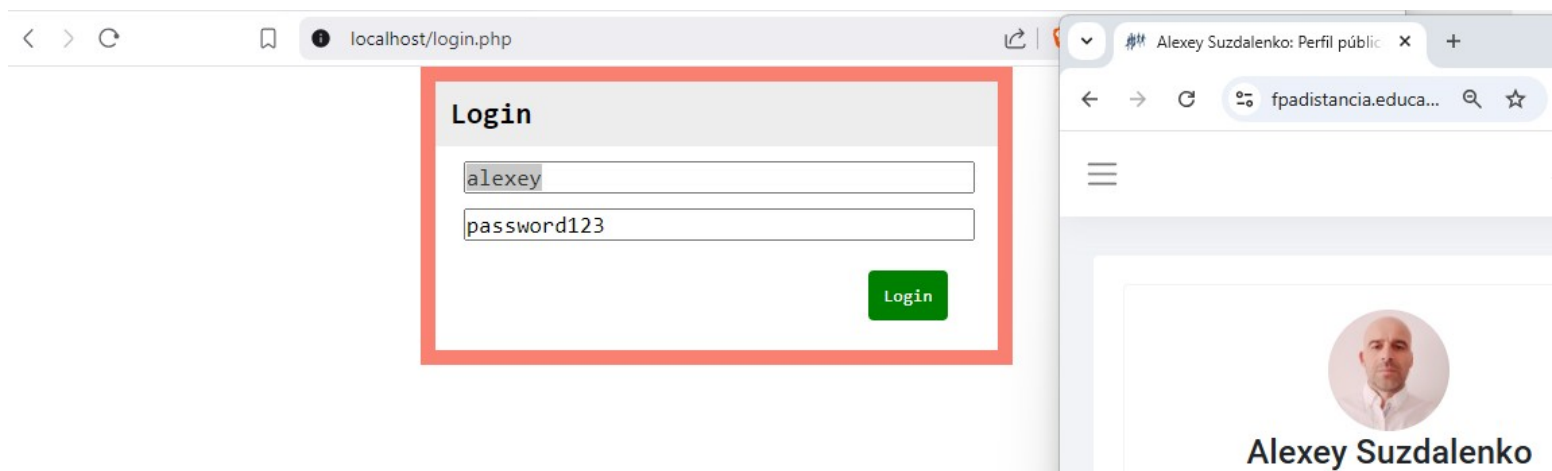 localhost/login.php
Login
alexey
password123
Login
Alexey Suzdalenko: Perfil públic
fpadistancia.educa...
Alexey Suzdalenko